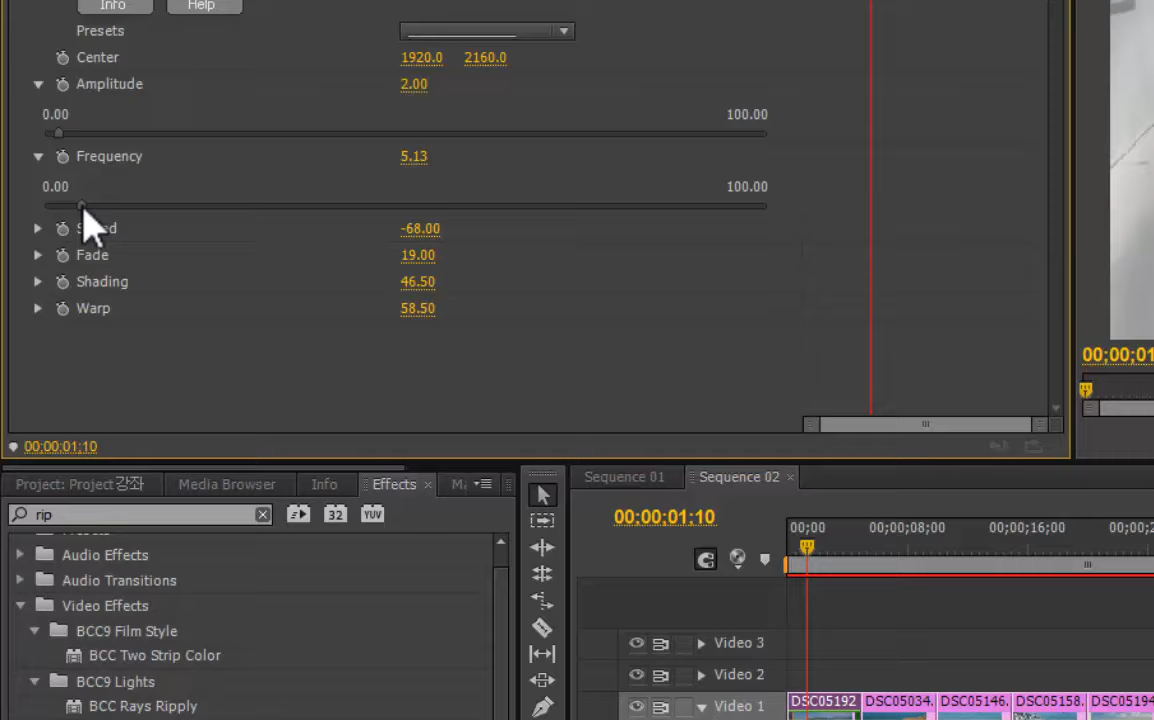 Info Help
Presets
Center 1920.0 2160.0
Amplitude 2.00
0.00 100.00
Frequency 5.13
0.00 100.00
-68.00
Fade 19.00
Shading 46.50
Warp 58.50
00;00;01
00;00;01;10
Project: Project강좌 Media Browser Info Effects × Sequence 01 Sequence 02 ×
rip 32 YUV 00;00;01;10 00;00 00;00;08;00 00;00;16;00 00;00;2
Audio Effects
Audio Transitions
Video Effects
BCC9 Film Style Video 3
BCC Two Strip Color
BCC9 Lights Video 2
BCC Rays Ripply Video 1 DSC05192 DSC05034. DSC05146. DSC05158. DSC05194